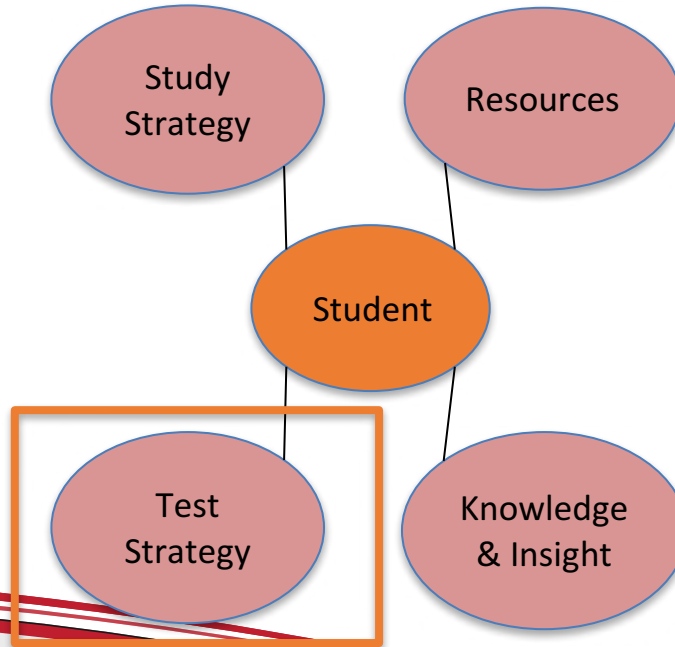 Study
Strategy
Resources
Student
Test
Strategy
Knowledge
& Insight